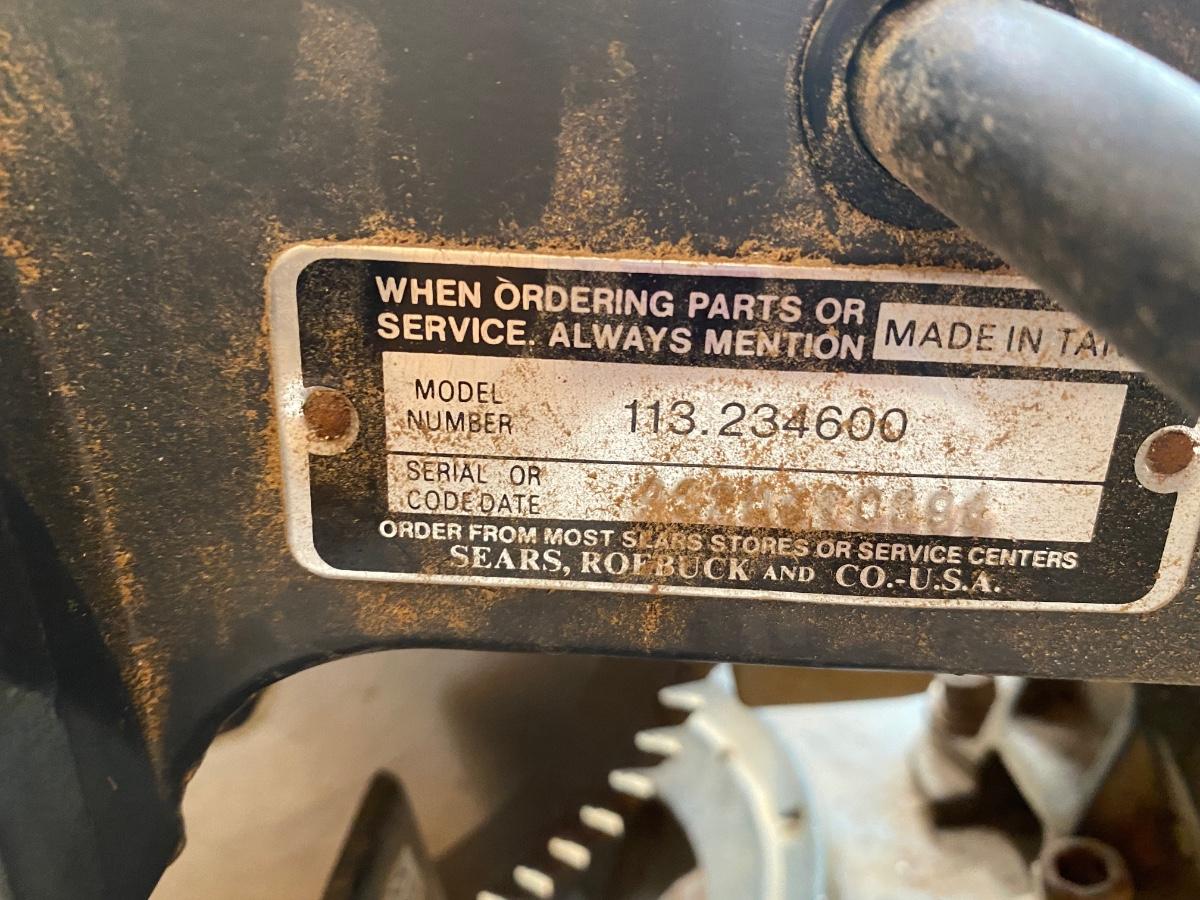 WHEN ORDERING PARTS OR
SERVICE. ALWAYS MENTION
MADE IN
MODEL
NUMBER
113.234600
SERIAL OR
CODE DATE
ORDER FROM MOST SEARS STORES OR SERVICE CENTERS
SEARS, ROEBUCK AND CO.-U.S.A.